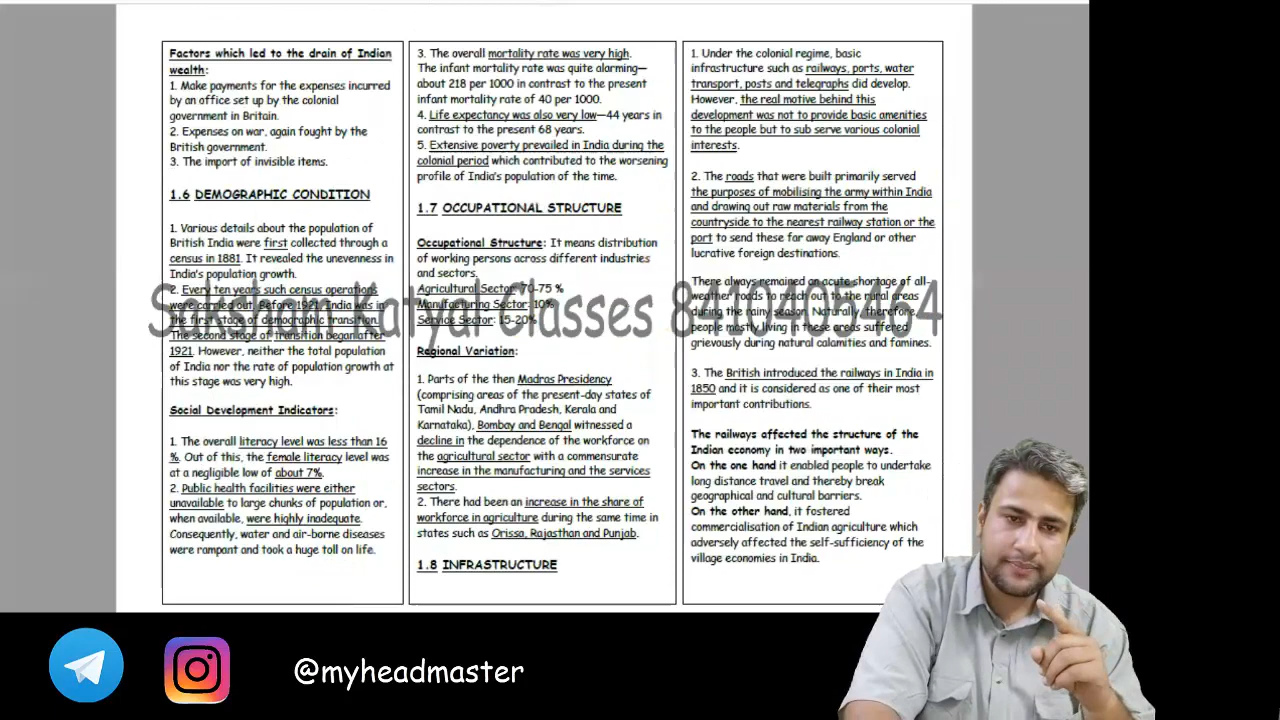 Factors which led to the drain of Indian
wealth:
1. Make payments for the expenses incurred
by an office set up by the colonial
government in Britain.
2. Expenses on war, again fought by the
British government.
3. The import of invisible items.
1.6 DEMOGRAPHIC CONDITION
1. Various details about the population of
British India were first collected through a
census in 1881. It revealed the unevenness in
India's population growth.
2. Every ten years such census operations
were carried out. Before 1921, India was in
the first stage of demographic transition.
The second stage of transition began after
1921. However, neither the total population
of India nor the rate of population growth at
this stage was very high.
Social Development Indicators:
1. The overall literacy level was less than 16
%. Out of this, the female literacy level was
at a negligible low of about 7%.
2. Public health facilities were either
unavailable to large chunks of population or,
when available, were highly inadequate.
Consequently, water and air-borne diseases
were rampant and took a huge toll on life.
3. The overall mortality rate was very high.
The infant mortality rate was quite alarming—
about 218 per 1000 in contrast to the present
infant mortality rate of 40 per 1000.
4. Life expectancy was also very low—44 years in
contrast to the present 68 years.
5. Extensive poverty prevailed in India during the
colonial period which contributed to the worsening
profile of India's population of the time.
1.7 OCCUPATIONAL STRUCTURE
Occupational Structure: It means distribution
of working persons across different industries
and sectors.
Agricultural Sector: 70-75 %
Manufacturing Sector: 10%
Service Sector: 15-20%
Regional Variation:
1. Parts of the then Madras Presidency
(comprising areas of the present-day states of
Tamil Nadu, Andhra Pradesh, Kerala and
Karnataka), Bombay and Bengal witnessed a
decline in the dependence of the workforce on
the agricultural sector with a commensurate
increase in the manufacturing and the services
sectors.
2. There had been an increase in the share of
workforce in agriculture during the same time in
states such as Orissa, Rajasthan and Punjab.
1.8 INFRASTRUCTURE
1. Under the colonial regime, basic
infrastructure such as railways, ports, water
transport, posts and telegraphs did develop.
However, the real motive behind this
development was not to provide basic amenities
to the people but to sub serve various colonial
interests.
2. The roads that were built primarily served
the purposes of mobilising the army within India
and drawing out raw materials from the
countryside to the nearest railway station or the
port to send these far away England or other
lucrative foreign destinations.
There always remained an acute shortage of all-
weather roads to reach out to the rural areas
during the rainy season. Naturally, therefore,
people mostly living in these areas suffered
grievously during natural calamities and famines.
3. The British introduced the railways in India in
1850 and it is considered as one of their most
important contributions.
The railways affected the structure of the
Indian economy in two important ways.
On the one hand it enabled people to undertake
long distance travel and thereby break
geographical and cultural barriers.
On the other hand, it fostered
commercialisation of Indian agriculture which
adversely affected the self-sufficiency of the
village economies in India.
Saksham Katyal Classes 8410405464
@myheadmaster